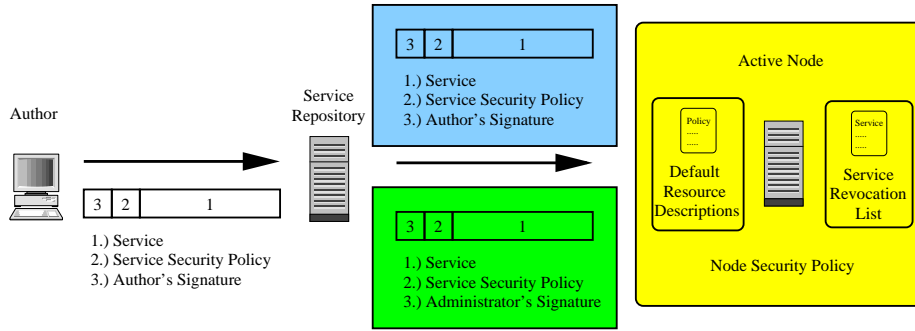 Author
3 2 1
1.) Service
2.) Service Security Policy
3.) Author's Signature
Service
Repository
3 2 1
1.) Service
2.) Service Security Policy
3.) Author's Signature
3 2 1
1.) Service
2.) Service Security Policy
3.) Administrator's Signature
Active Node
Policy
.....
...
Default
Resource
Descriptions
Service
....
...
Service
Revocation
List
Node Security Policy